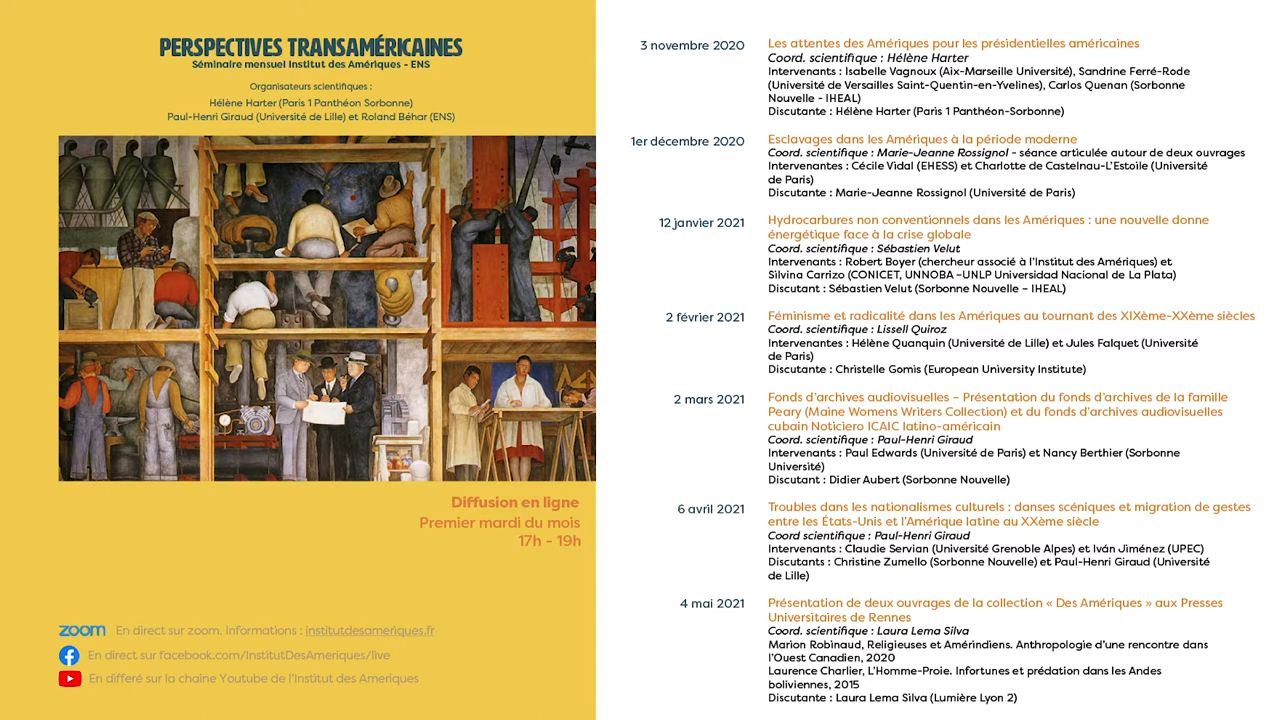 PERSPECTIVES TRANSAMÉRICAINES
Séminaire mensuel Institut des Amériques - ENS
Organisateurs scientifiques :
Hélène Harter (Paris 1 Panthéon Sorbonne)
Paul-Henri Giraud (Université de Lille) et Roland Béhar (ENS)
Diffusion en ligne
Premier mardi du mois
17h - 19h
zoom En direct sur zoom. Informations : institutdesameriques.fr
En direct sur facebook.com/InstitutDesAmeriques/live
En différé sur la chaine Youtube de l'Institut des Ameriques
3 novembre 2020
Les attentes des Amériques pour les présidentielles américaines
Coord. scientifique : Hélène Harter
Intervenants : Isabelle Vagnoux (Aix-Marseille Université), Sandrine Ferré-Rode
(Université de Versailles Saint-Quentin-en-Yvelines), Carlos Quenan (Sorbonne
Nouvelle - IHEAL)
Discutante : Hélène Harter (Paris 1 Panthéon-Sorbonne)
1er décembre 2020
Esclavages dans les Amériques à la période moderne
Coord. scientifique : Marie-Jeanne Rossignol - séance articulée autour de deux ouvrages
Intervenantes : Cécile Vidal (EHESS) et Charlotte de Castelnau-L'Estoile (Université
de Paris)
Discutante : Marie-Jeanne Rossignol (Université de Paris)
12 janvier 2021
Hydrocarbures non conventionnels dans les Amériques : une nouvelle donne
énergétique face à la crise globale
Coord. scientifique : Sébastien Velut
Intervenants : Robert Boyer (chercheur associé à l'Institut des Amériques) et
Silvina Carrizo (CONICET, UNNOBA –UNLP Universidad Nacional de La Plata)
Discutant : Sébastien Velut (Sorbonne Nouvelle – IHEAL)
2 février 2021
Féminisme et radicalité dans les Amériques au tournant des XIXème-XXème siècles
Coord. scientifique : Lissell Quiroz
Intervenantes : Hélène Quanquin (Université de Lille) et Jules Falquet (Université
de Paris)
Discutante : Christelle Gomis (European University Institute)
2 mars 2021
Fonds d'archives audiovisuelles – Présentation du fonds d'archives de la famille
Peary (Maine Womens Writers Collection) et du fonds d'archives audiovisuelles
cubain Noticiero ICAIC latino-américain
Coord. scientifique : Paul-Henri Giraud
Intervenants : Paul Edwards (Université de Paris) et Nancy Berthier (Sorbonne
Université)
Discutant : Didier Aubert (Sorbonne Nouvelle)
6 avril 2021
Troubles dans les nationalismes culturels : danses scéniques et migration de gestes
entre les États-Unis et l'Amérique latine au XXème siècle
Coord scientifique : Paul-Henri Giraud
Intervenants : Claudie Servian (Université Grenoble Alpes) et Iván Jiménez (UPEC)
Discutants : Christine Zumello (Sorbonne Nouvelle) et Paul-Henri Giraud (Université
de Lille)
4 mai 2021
Présentation de deux ouvrages de la collection « Des Amériques » aux Presses
Universitaires de Rennes
Coord. scientifique : Laura Lema Silva
Marion Robinaud, Religieuses et Amérindiens. Anthropologie d'une rencontre dans
l'Ouest Canadien, 2020
Laurence Charlier, L'Homme-Proie. Infortunes et prédation dans les Andes
boliviennes, 2015
Discutante : Laura Lema Silva (Lumière Lyon 2)